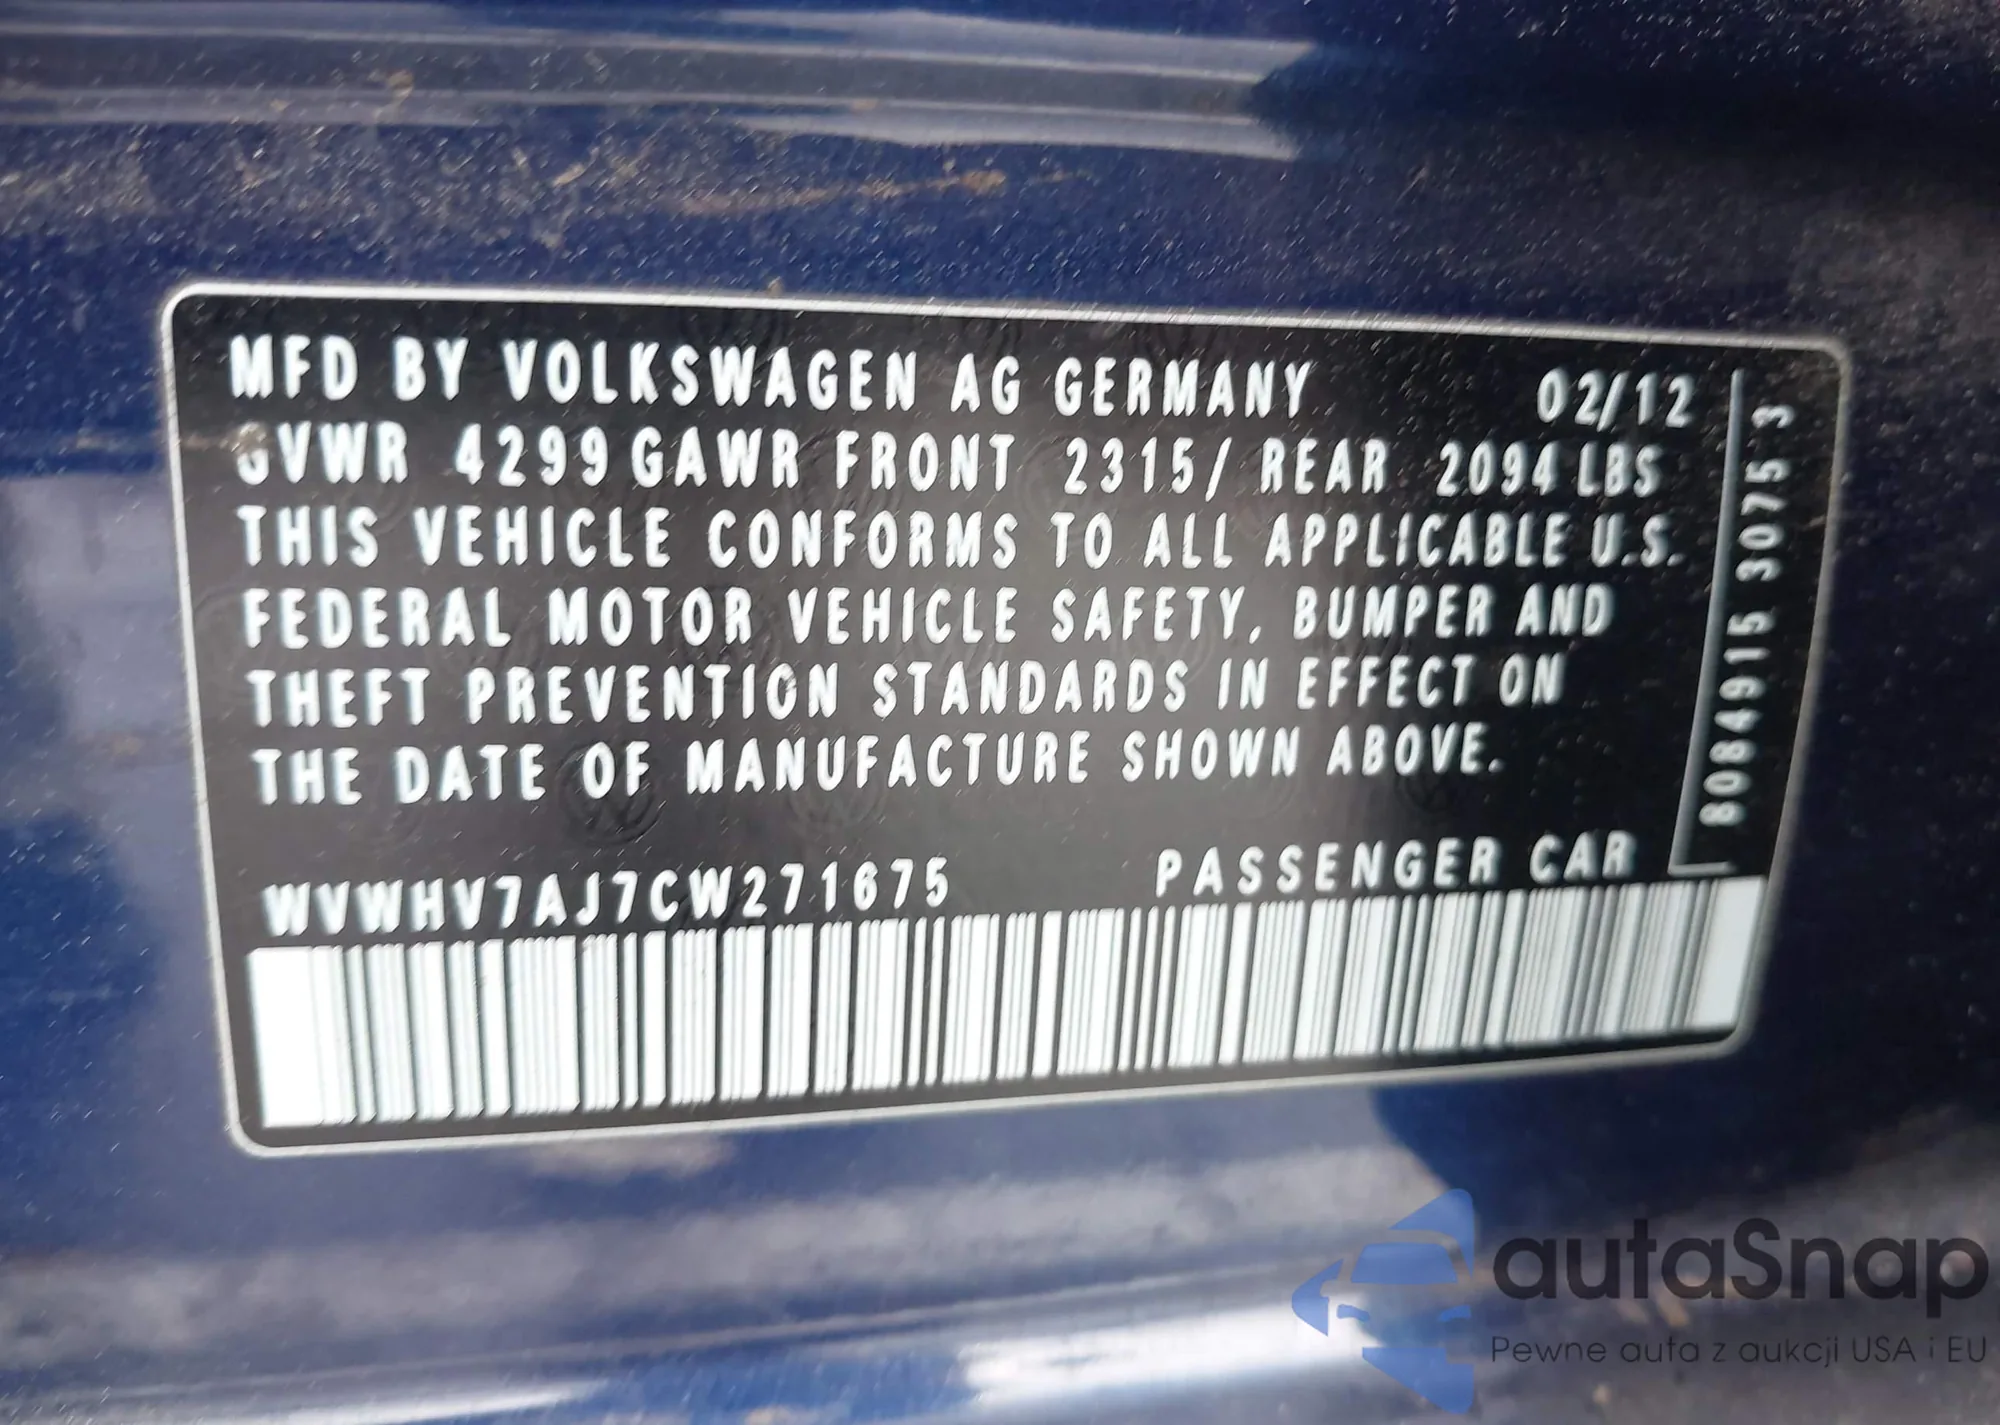 MFD BY VOLKSWAGEN AG GERMANY 02/12
GVWR 4299 GAWR FRONT 2315/ REAR 2094 LBS
THIS VEHICLE CONFORMS TO ALL APPLICABLE U.S.
FEDERAL MOTOR VEHICLE SAFETY, BUMPER AND
THEFT PREVENTION STANDARDS IN EFFECT ON
THE DATE OF MANUFACTURE SHOWN ABOVE.
WVWHV7AJ7CW271675 PASSENGER CAR
8084915 3075 3
autaSnap
Pewne auta z aukcji USA i EU